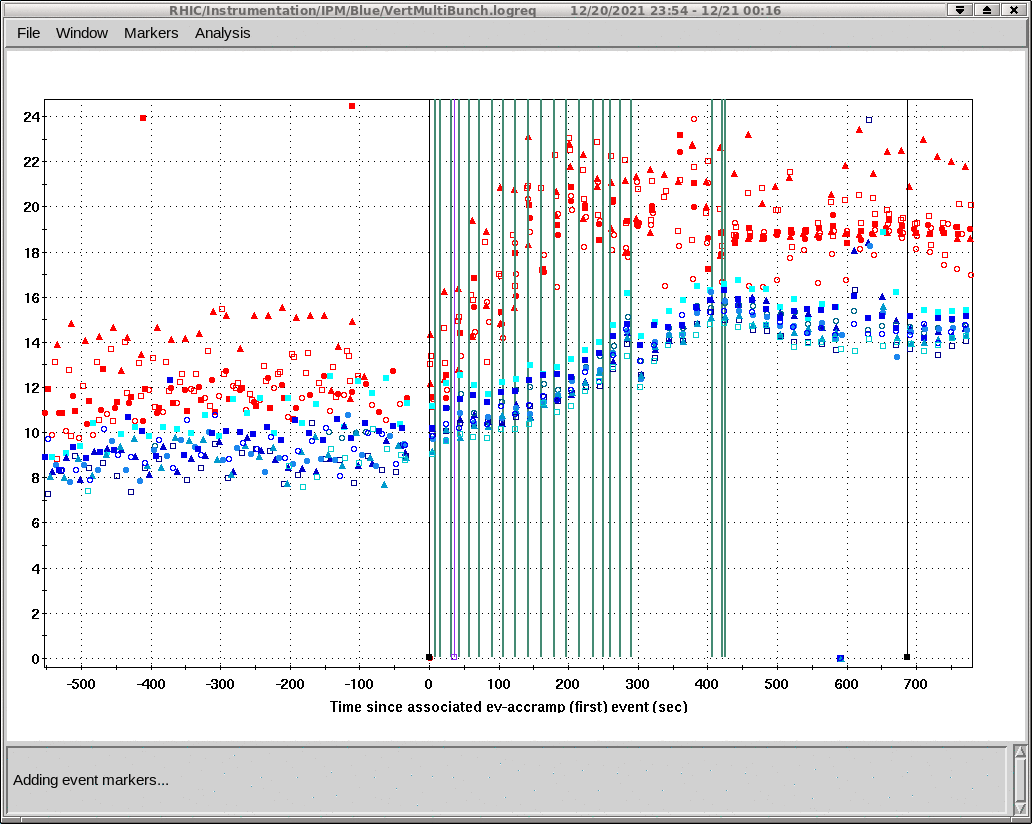 RHIC/Instrumentation/IPM/Blue/VertMultiBunch.logreq 12/20/2021 23:54 - 12/21 00:16
File Window Markers Analysis
24
22
20
18
16
14
12
10
8
6
4
2
0
-500 -400 -300 -200 -100 0 100 200 300 400 500 600 700
Time since associated ev-accramp (first) event (sec)
Adding event markers...